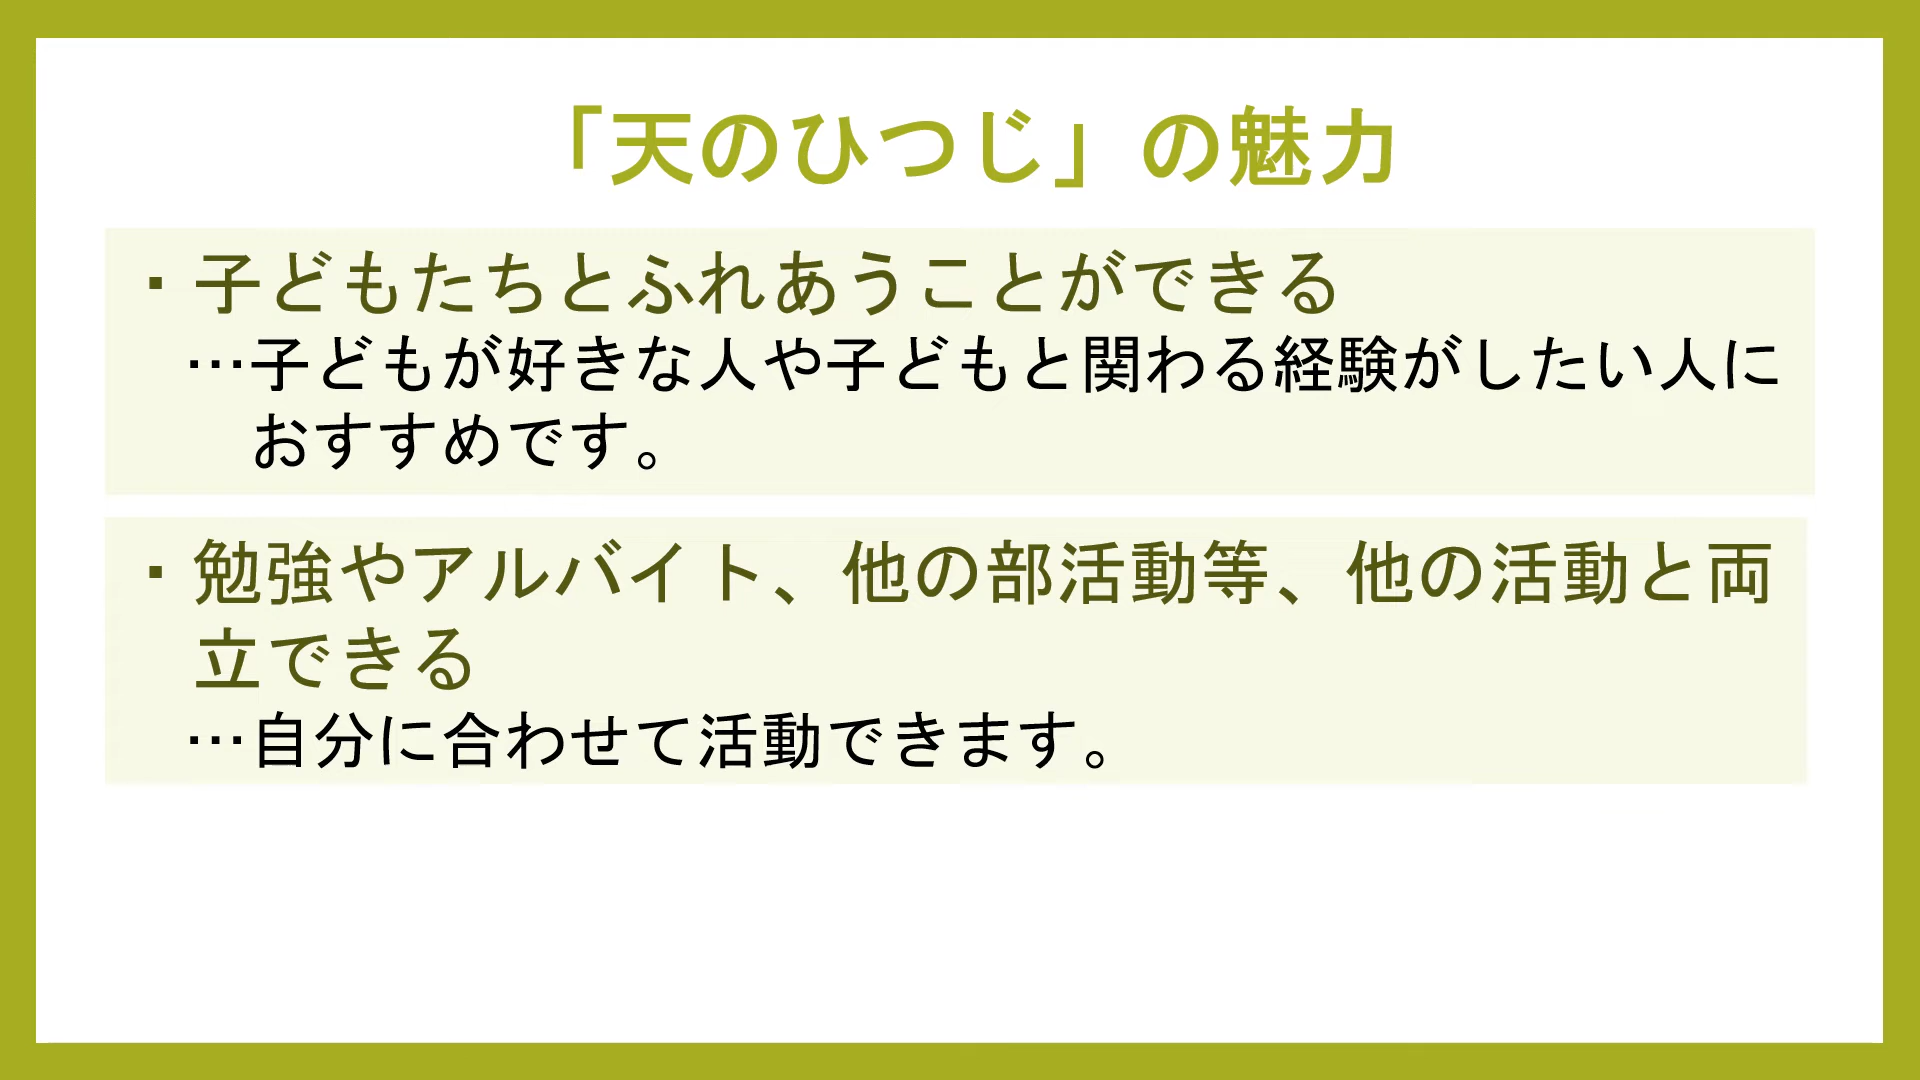 「天のひつじ」の魅力
・子どもたちとふれあうことができる
…子どもが好きな人や子どもと関わる経験がしたい人に
おすすめです。
・勉強やアルバイト、他の部活動等、他の活動と両
立できる
…自分に合わせて活動できます。